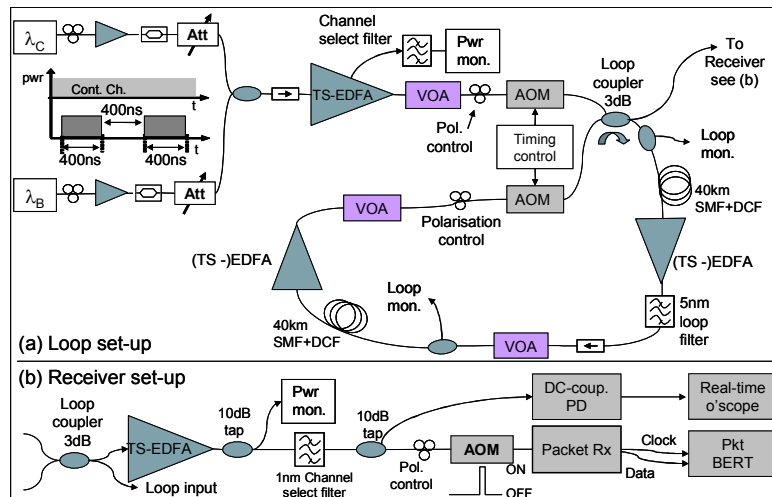 λC
Att
Channel
select filter
Pwr
mon.
To
Receiver
see (b)
Loop
coupler
3dB
pwr
Cont. Ch.
t
400ns
400ns
400ns
t
TS-EDFA
VOA
AOM
Pol.
control
Timing
control
Loop
mon.
λB
Att
VOA
AOM
Polarisation
control
40km
SMF+DCF
(TS -)EDFA
(TS -)EDFA
Loop
mon.
5nm
loop
filter
40km
SMF+DCF
VOA
(a) Loop set-up
(b) Receiver set-up
Loop
coupler
3dB
TS-EDFA
10dB
tap
Pwr
mon.
10dB
tap
DC-coup.
PD
Real-time
o'scope
1nm Channel
select filter
Pol.
control
AOM
ON
OFF
Packet Rx
Clock
Data
Pkt
BERT
Loop input